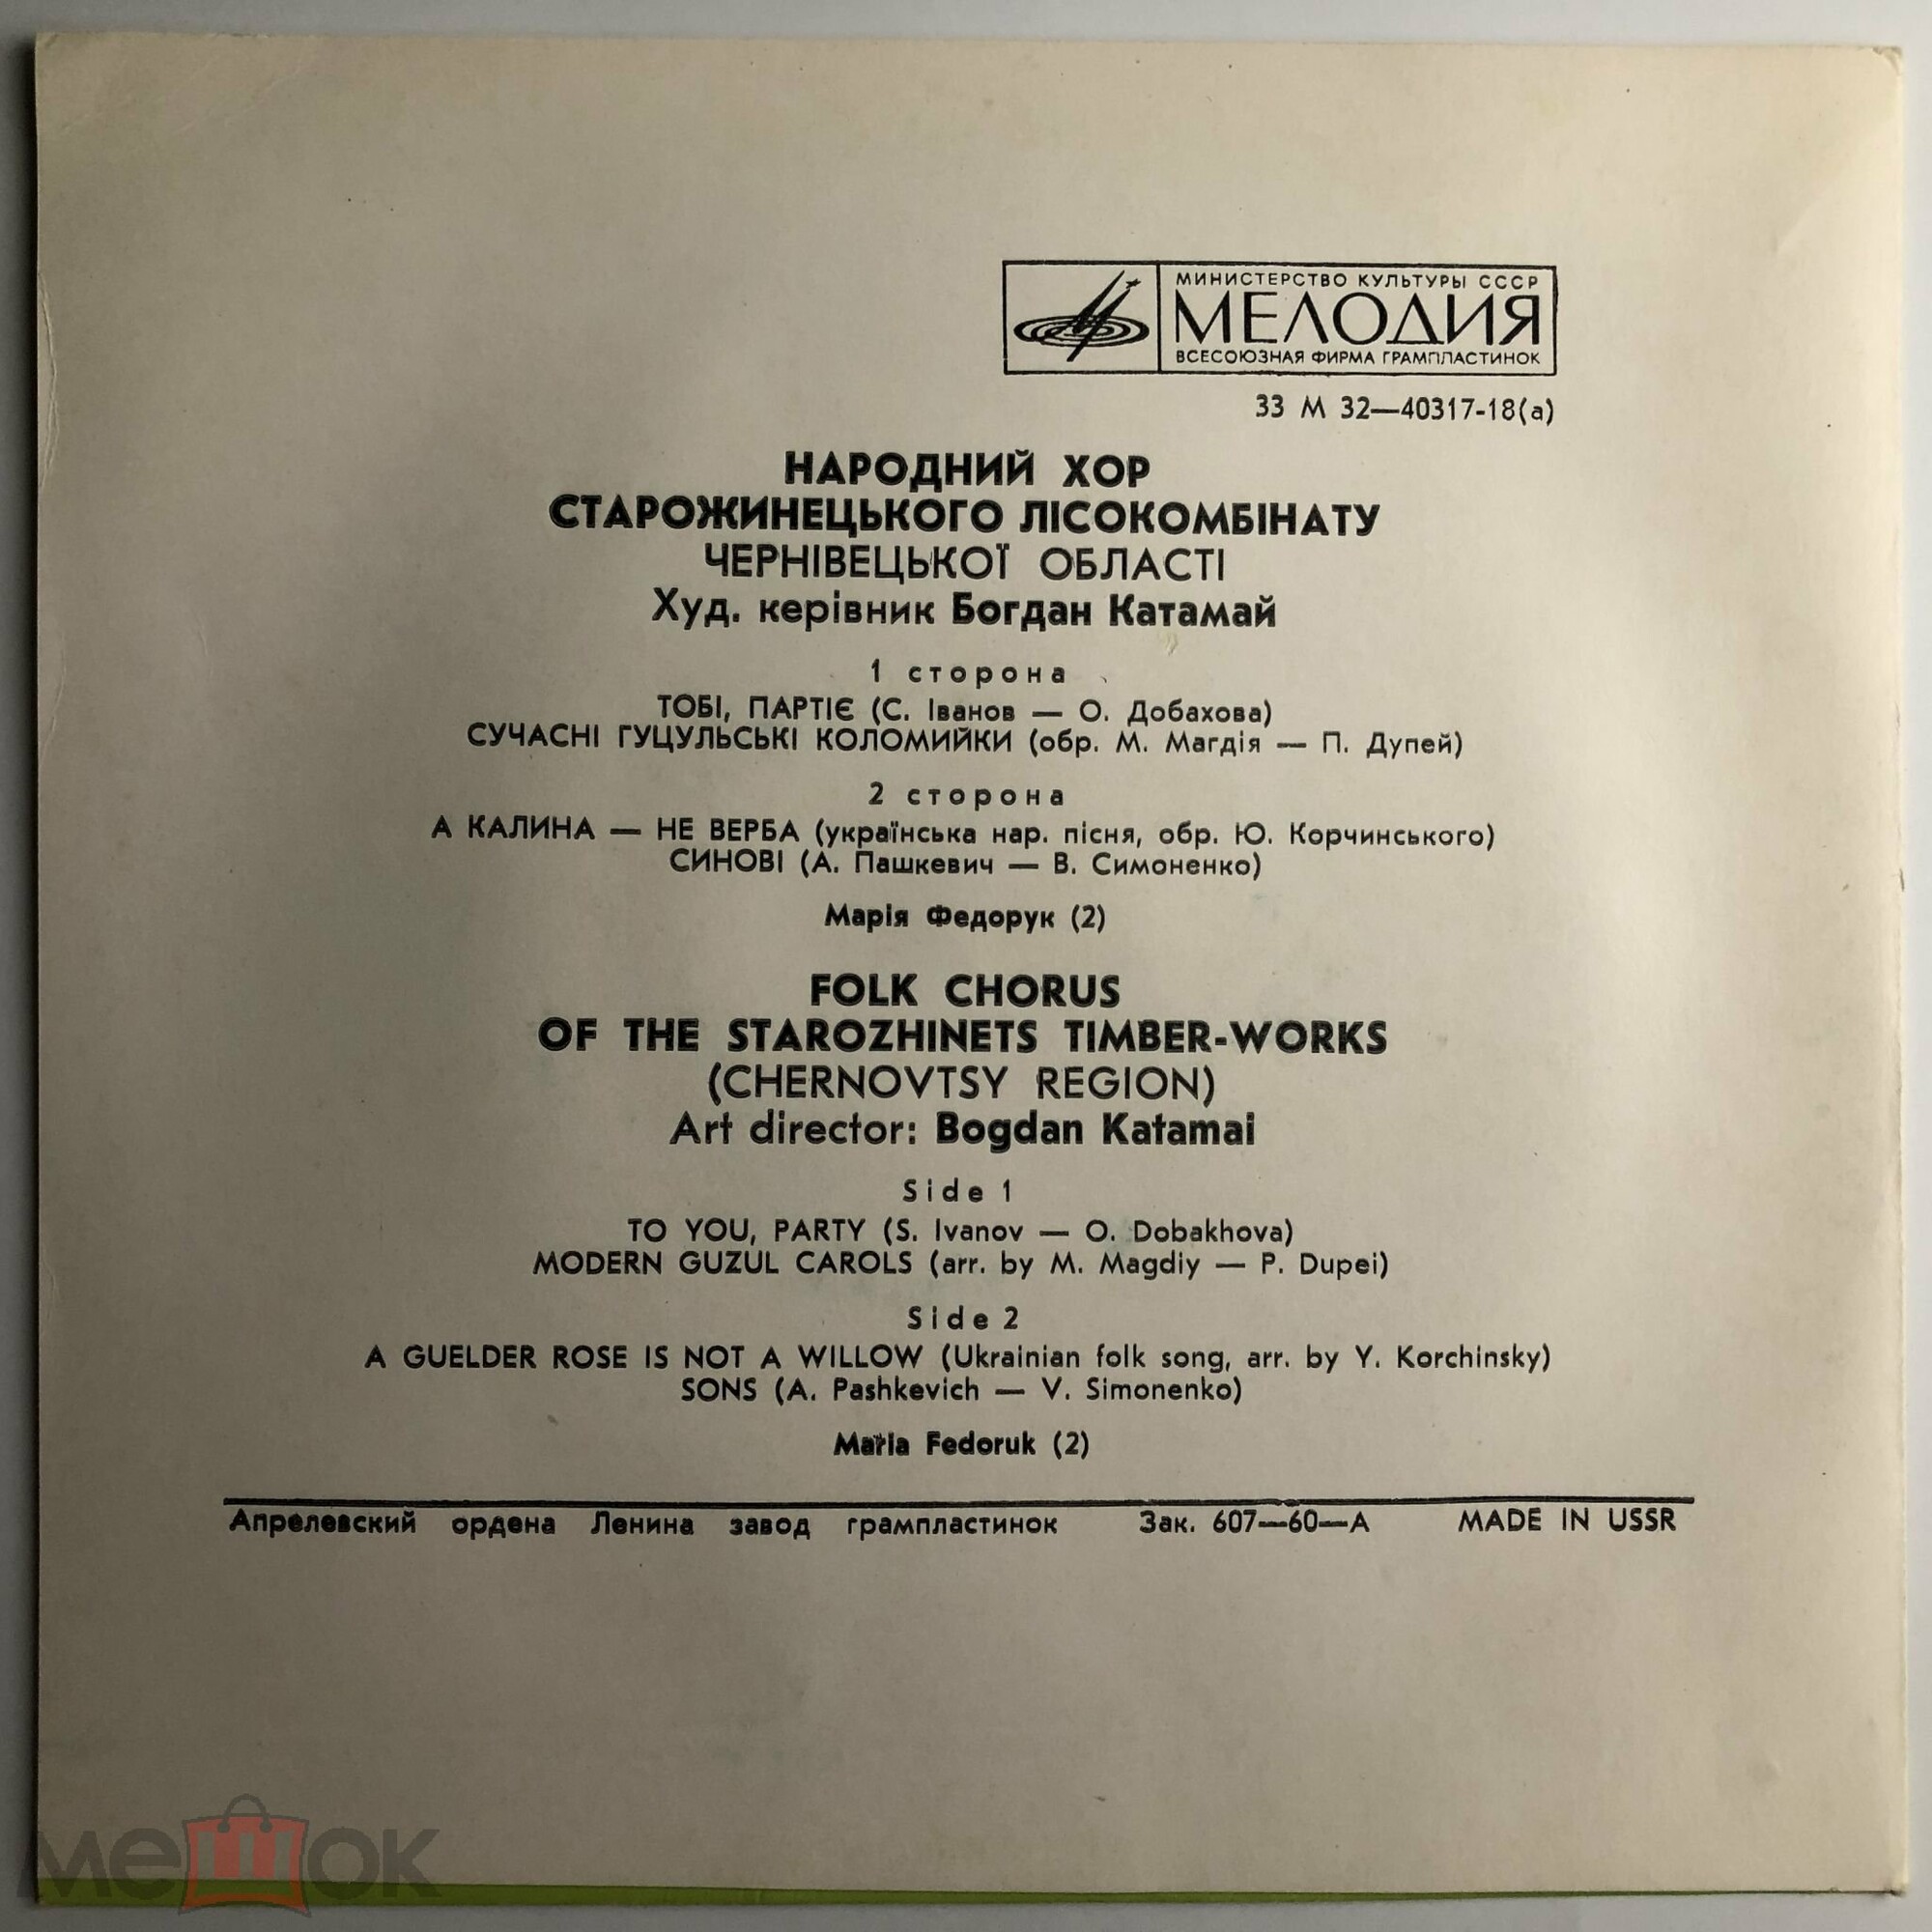 МИНИСТЕРСТВО КУЛЬТУРЫ СССР
МЕЛОДИЯ
ВСЕСОЮЗНАЯ ФИРМА ГРАМПЛАСТИНОК
33 М 32—40317-18(а)
НАРОДНИЙ ХОР
СТАРОЖИНЕЦЬКОГО ЛІСОКОМБІНАТУ
ЧЕРНІВЕЦЬКОЇ ОБЛАСТІ
Худ. керівник Богдан Катамай
1 сторона
ТОБІ, ПАРТІЄ (С. Іванов — О. Добахова)
СУЧАСНІ ГУЦУЛЬСЬКІ КОЛОМИЙКИ (обр. М. Магдія — П. Дупей)
2 сторона
А КАЛИНА — НЕ ВЕРБА (українська нар. пісня, обр. Ю. Корчинського)
СИНОВІ (А. Пашкевич — В. Симоненко)
Марія Федорук (2)
FOLK CHORUS
OF THE STAROZHINETS TIMBER-WORKS
(CHERNOVTSY REGION)
Art director: Bogdan Katamai
Side 1
TO YOU, PARTY (S. Ivanov — O. Dobakhova)
MODERN GUZUL CAROLS (arr. by M. Magdiy — P. Dupei)
Side 2
A GUELDER ROSE IS NOT A WILLOW (Ukrainian folk song, arr. by Y. Korchinsky)
SONS (A. Pashkevich — V. Simonenko)
Maria Fedoruk (2)
Апрелевский ордена Ленина завод грампластинок Зак. 607—60—А MADE IN USSR
мешок